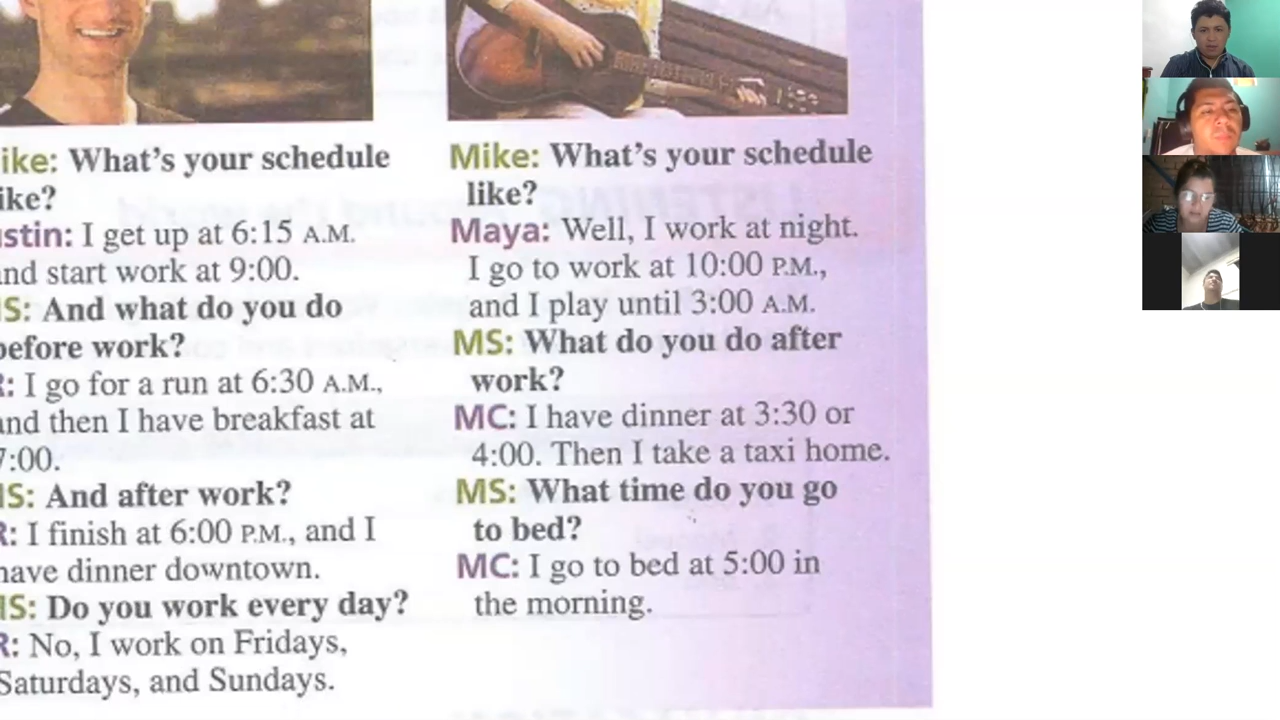 ike: What's your schedule
ike?
stin: I get up at 6:15 A.M.
nd start work at 9:00.
S: And what do you do
before work?
R: I go for a run at 6:30 A.M.,
nd then I have breakfast at
7:00.
S: And after work?
R: I finish at 6:00 P.M., and I
have dinner downtown.
S: Do you work every day?
R: No, I work on Fridays,
Saturdays, and Sundays.
Mike: What's your schedule
like?
Maya: Well, I work at night.
I go to work at 10:00 P.M.,
and I play until 3:00 A.M.
MS: What do you do after
work?
MC: I have dinner at 3:30 or
4:00. Then I take a taxi home.
MS: What time do you go
to bed?
MC: I go to bed at 5:00 in
the morning.